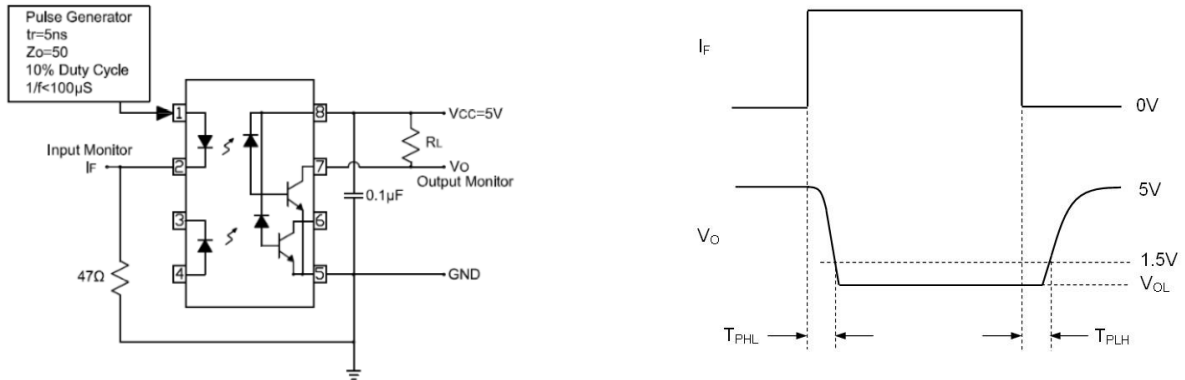 Pulse Generator
tr=5ns
Zo=50
10% Duty Cycle
1/f<100µS
1
8
VCC=5V
RL
Input Monitor
IF
2
7
VO
Output Monitor
0.1µF
3
6
47Ω
4
5
GND
IF
0V
5V
VO
1.5V
VOL
TPHL
TPLH